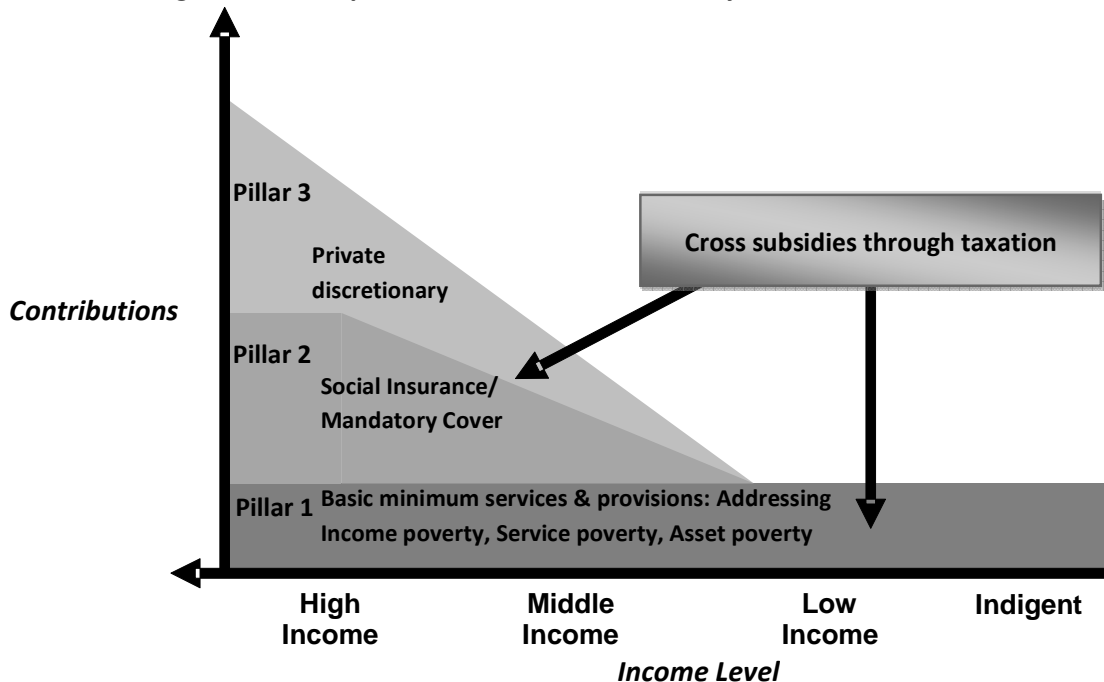 Pillar 3
Private
discretionary
Cross subsidies through taxation
Contributions
Pillar 2
Social Insurance/
Mandatory Cover
Pillar 1
Basic minimum services & provisions: Addressing
Income poverty, Service poverty, Asset poverty
High
Income
Middle
Income
Low
Income
Indigent
Income Level